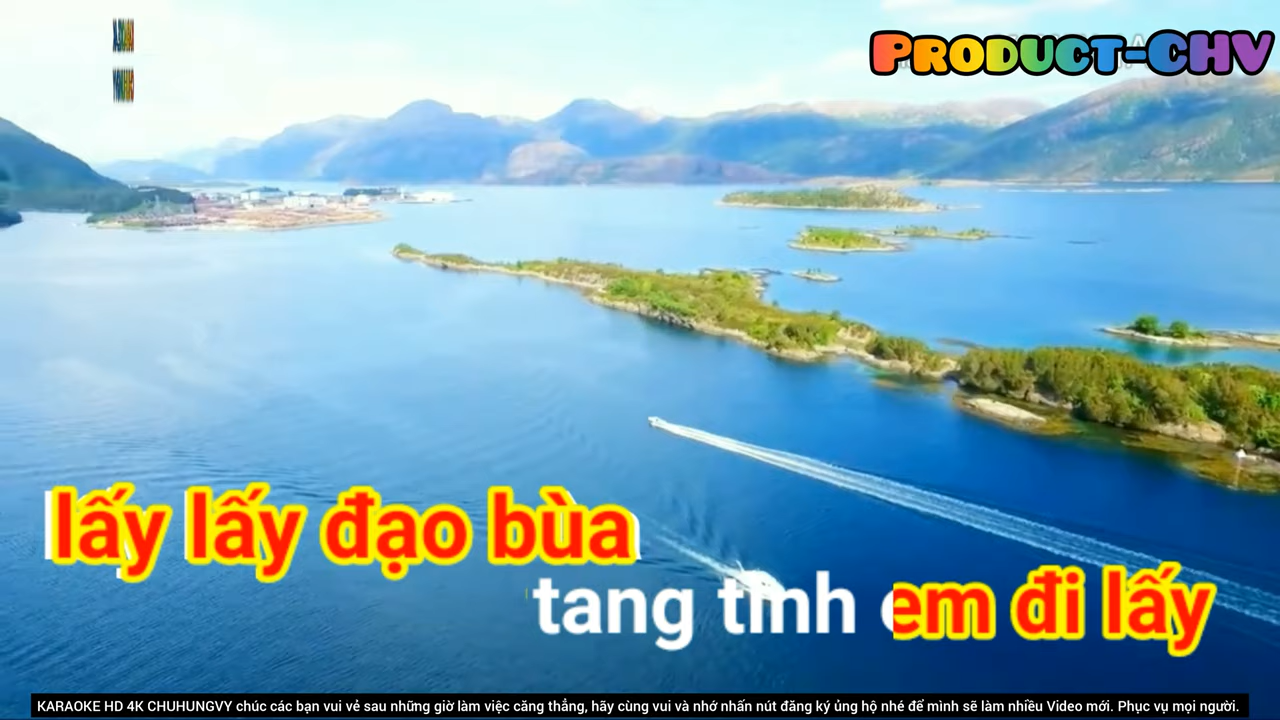 PRODUCT-CHV
lấy lấy đạo bùa
tang tình em đi lấy
KARAOKE HD 4K CHUHUNGVY chúc các bạn vui vẻ sau những giờ làm việc căng thẳng, hãy cùng vui và nhớ nhấn nút đăng ký ủng hộ nhé để mình sẽ làm nhiều Video mới. Phục vụ mọi người.